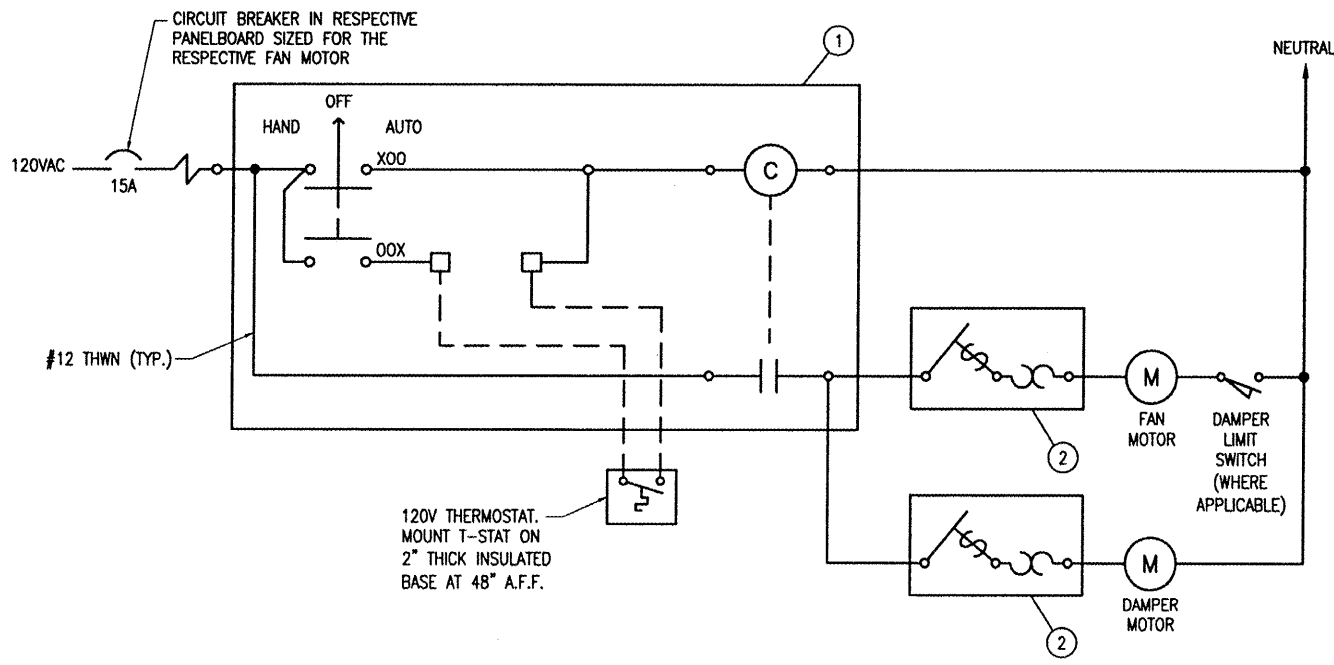 CIRCUIT BREAKER IN RESPECTIVE
PANELBOARD SIZED FOR THE
RESPECTIVE FAN MOTOR
1
NEUTRAL
OFF
HAND
AUTO
120VAC
15A
XOO
C
OOX
#12 THWN (TYP.)
M
FAN
MOTOR
DAMPER
LIMIT
SWITCH
(WHERE
APPLICABLE)
2
120V THERMOSTAT.
MOUNT T-STAT ON
2" THICK INSULATED
BASE AT 48" A.F.F.
M
DAMPER
MOTOR
2